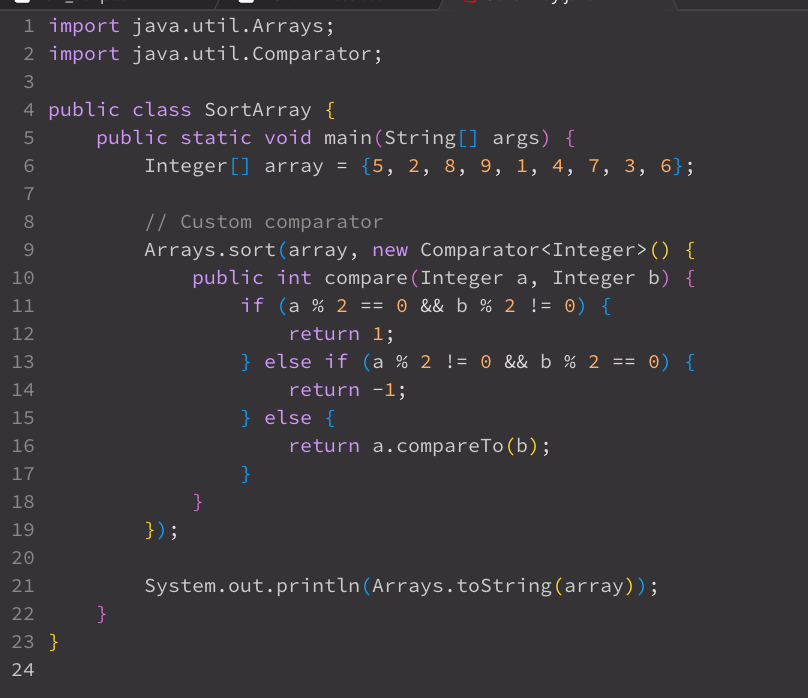 1 import java.util.Arrays;
2 import java.util.Comparator;
3
4 public class SortArray {
5     public static void main(String[] args) {
6         Integer[] array = {5, 2, 8, 9, 1, 4, 7, 3, 6};
7
8         // Custom comparator
9         Arrays.sort(array, new Comparator<Integer>() {
10             public int compare(Integer a, Integer b) {
11                 if (a % 2 == 0 && b % 2 != 0) {
12                     return 1;
13                 } else if (a % 2 != 0 && b % 2 == 0) {
14                     return -1;
15                 } else {
16                     return a.compareTo(b);
17                 }
18             }
19         });
20
21         System.out.println(Arrays.toString(array));
22     }
23 }
24